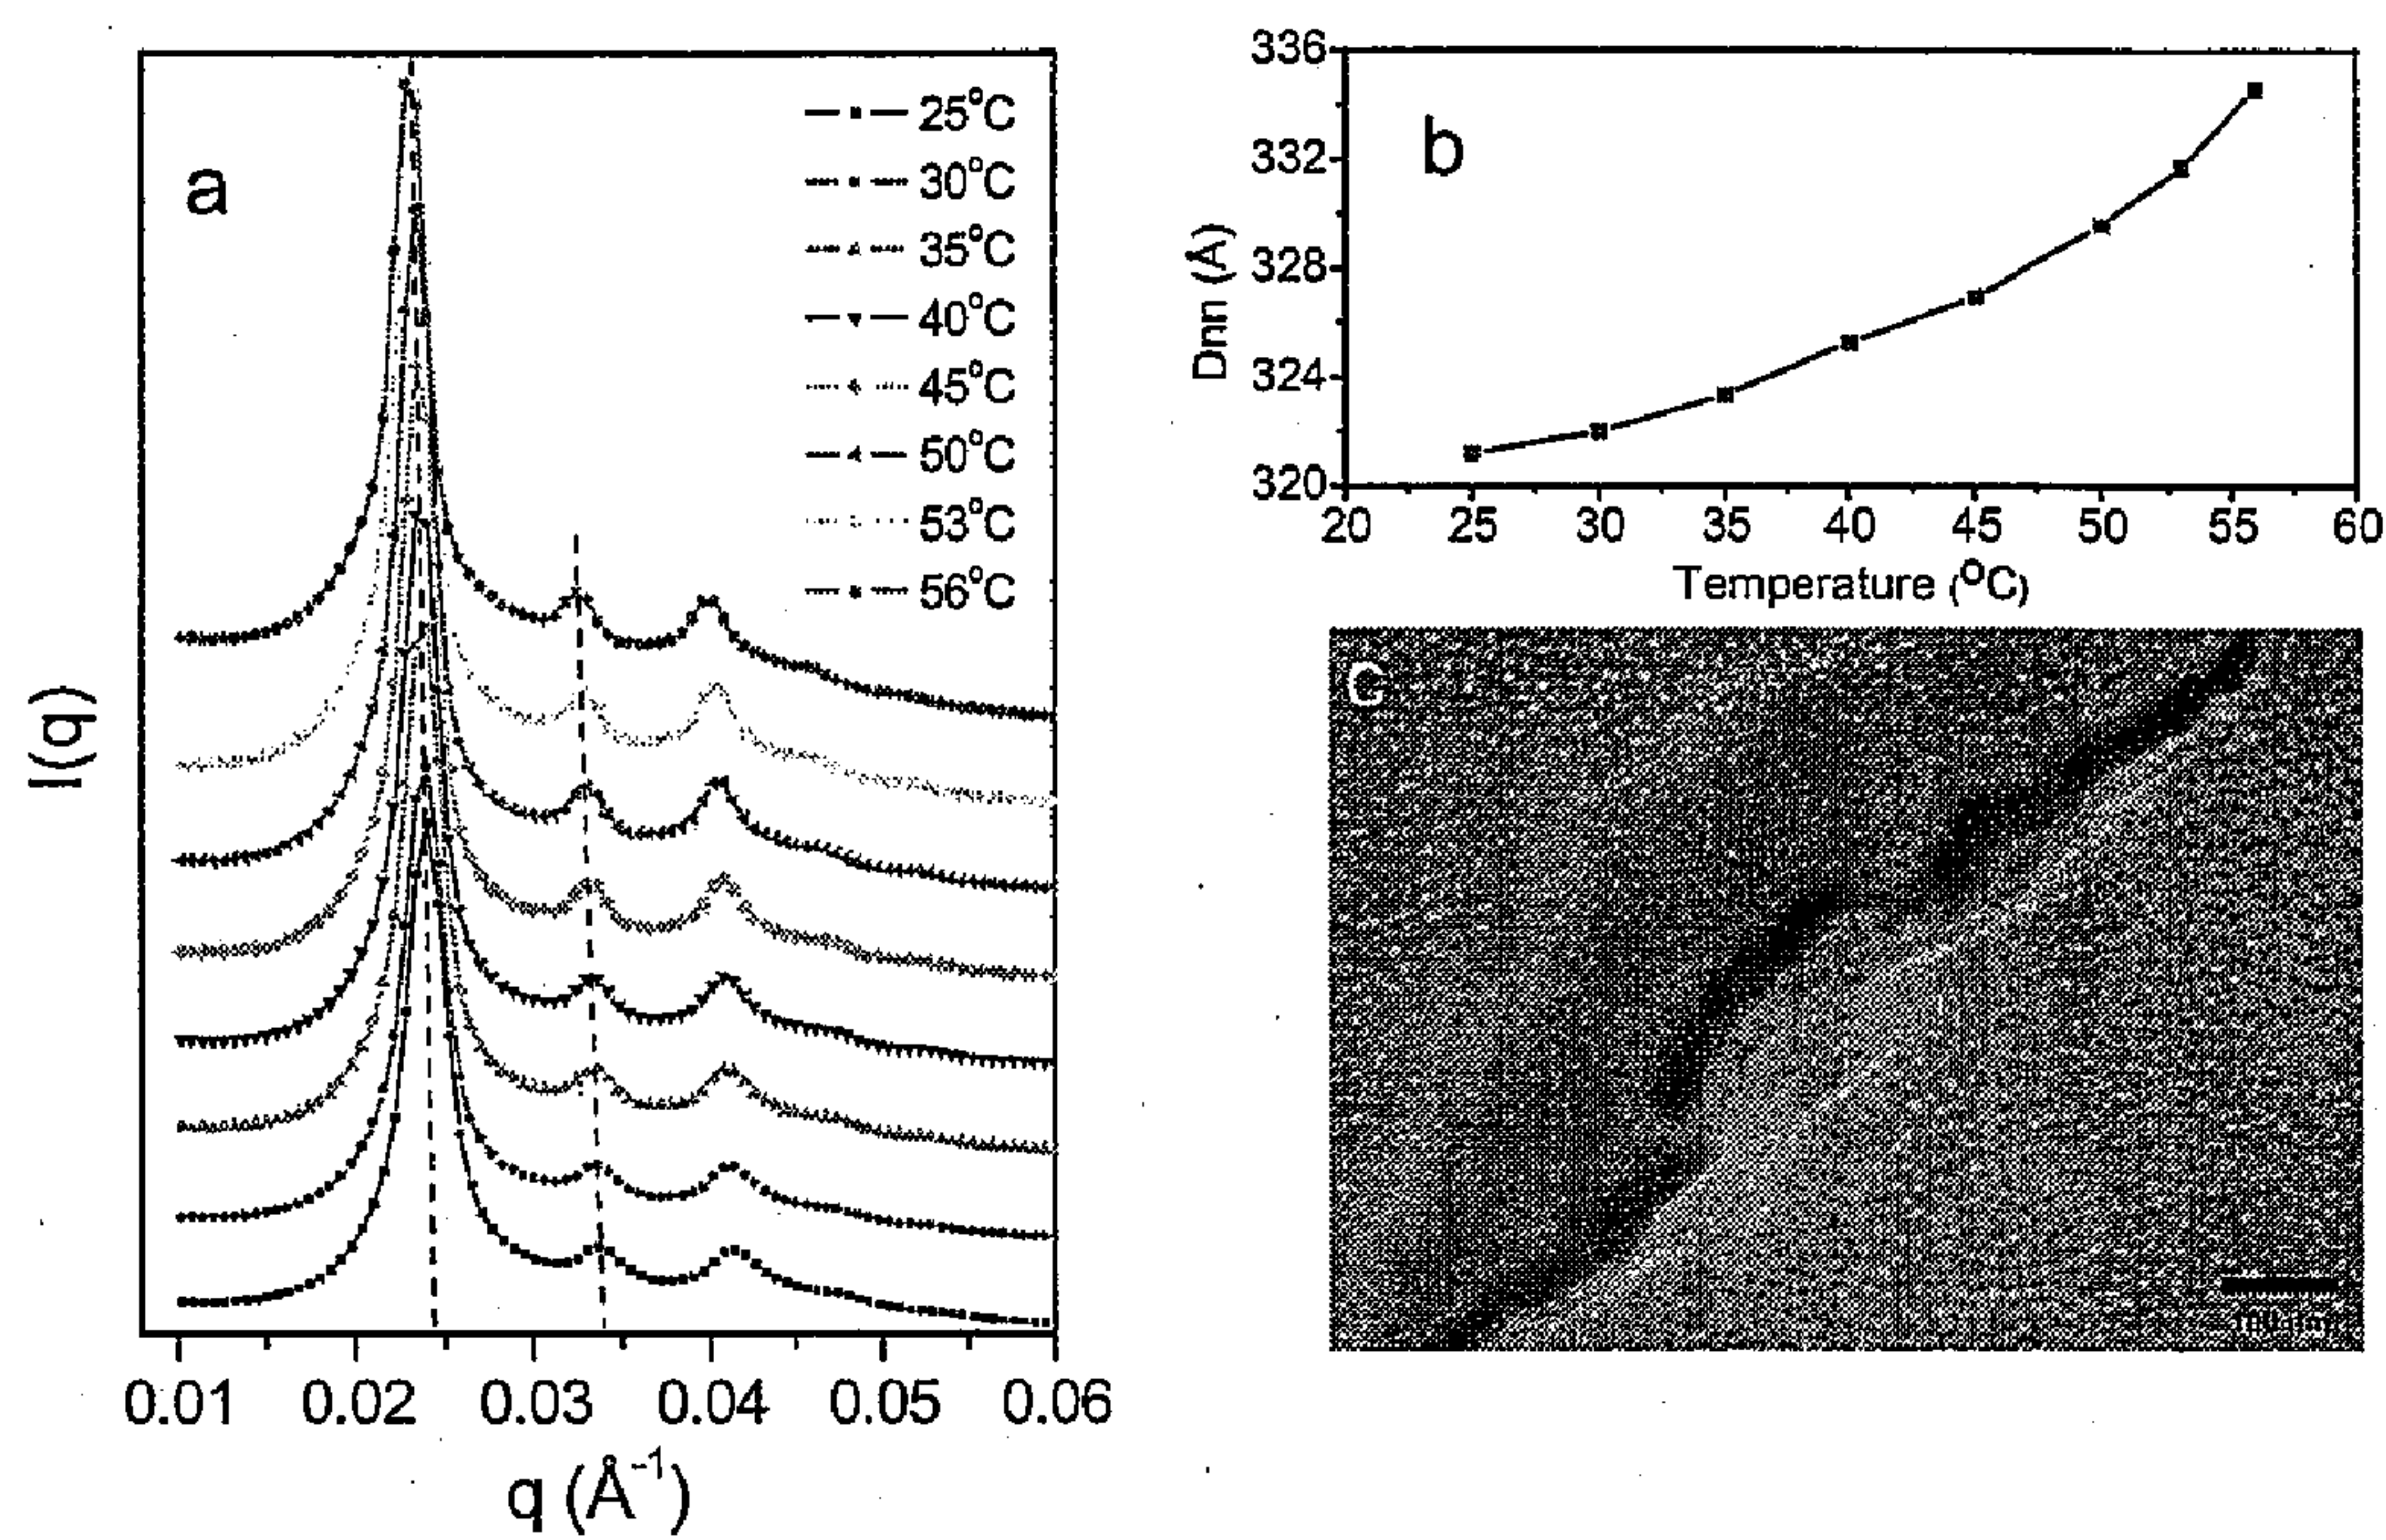 a
25°C
30°C
35°C
40°C
45°C
50°C
53°C
56°C
I(q)
0.01 0.02 0.03 0.04 0.05 0.06
q (Å⁻¹)
b
336
332
328
324
320
Dnn (Å)
20 25 30 35 40 45 50 55 60
Temperature (°C)
c